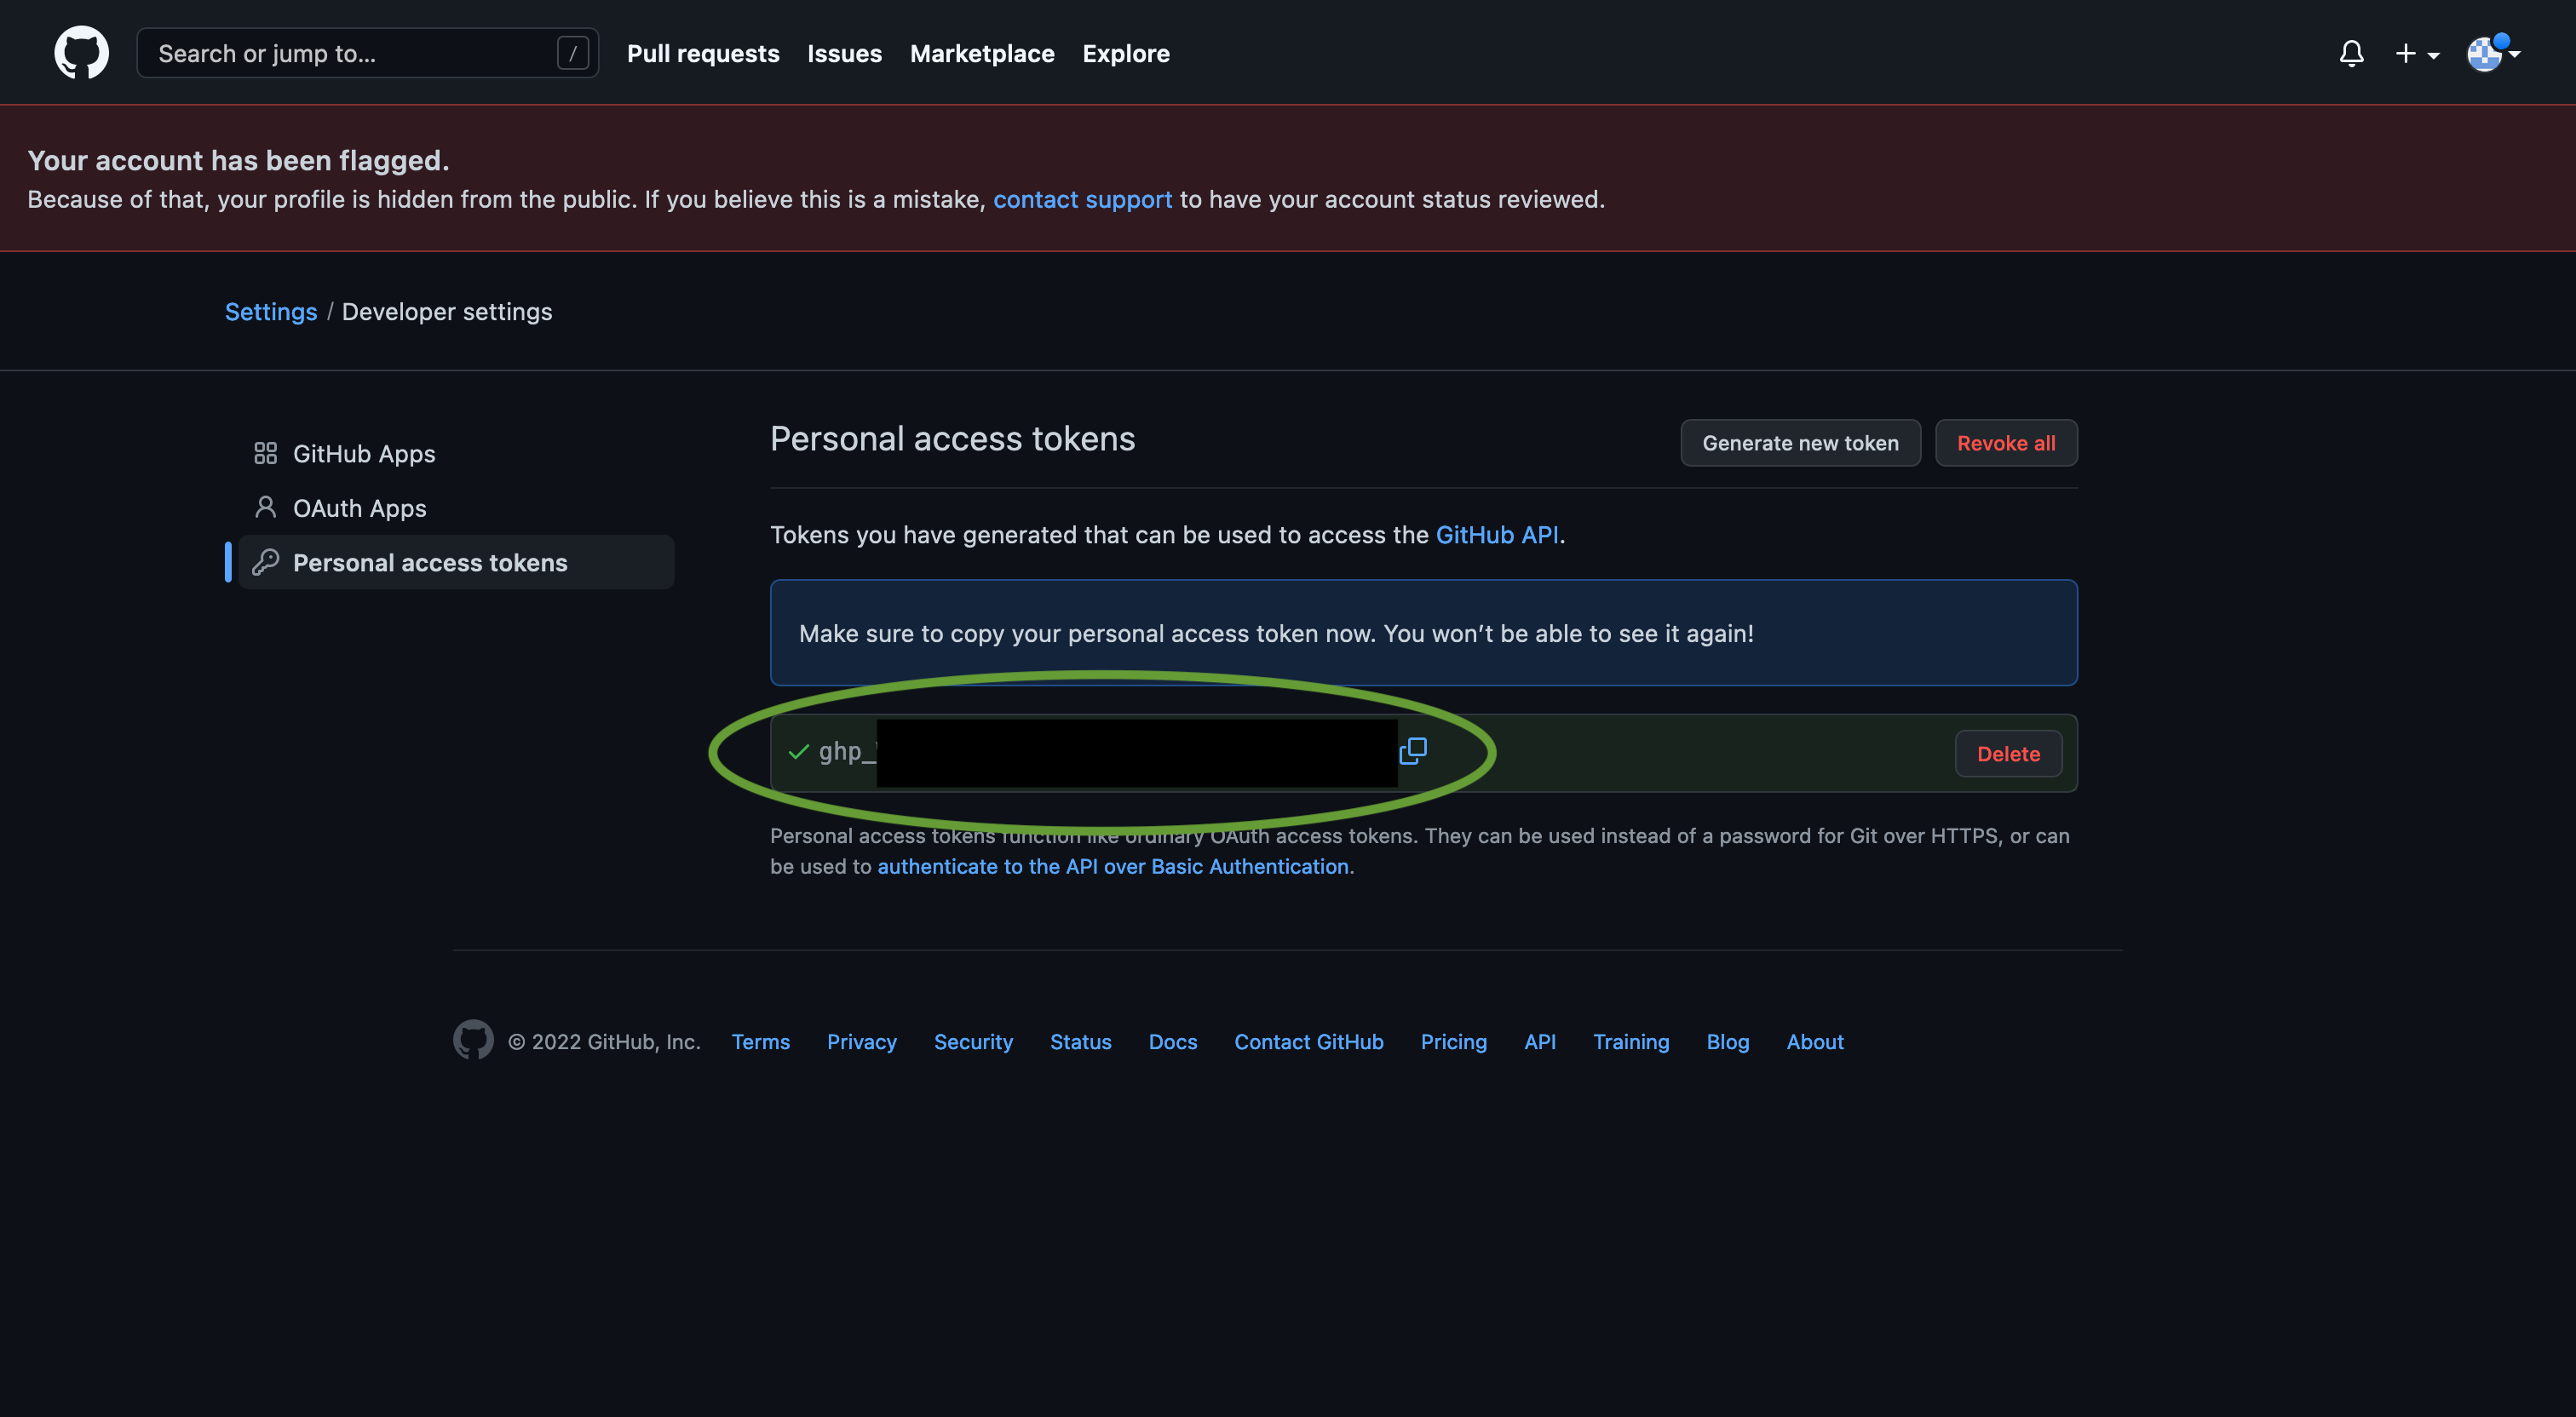 Search or jump to... /
Pull requests Issues Marketplace Explore
Your account has been flagged.
Because of that, your profile is hidden from the public. If you believe this is a mistake, contact support to have your account status reviewed.
Settings / Developer settings
GitHub Apps
OAuth Apps
Personal access tokens
Personal access tokens
Generate new token
Revoke all
Tokens you have generated that can be used to access the GitHub API.
Make sure to copy your personal access token now. You won’t be able to see it again!
ghp_
Delete
Personal access tokens function like ordinary OAuth access tokens. They can be used instead of a password for Git over HTTPS, or can
be used to authenticate to the API over Basic Authentication.
© 2022 GitHub, Inc. Terms Privacy Security Status Docs Contact GitHub Pricing API Training Blog About